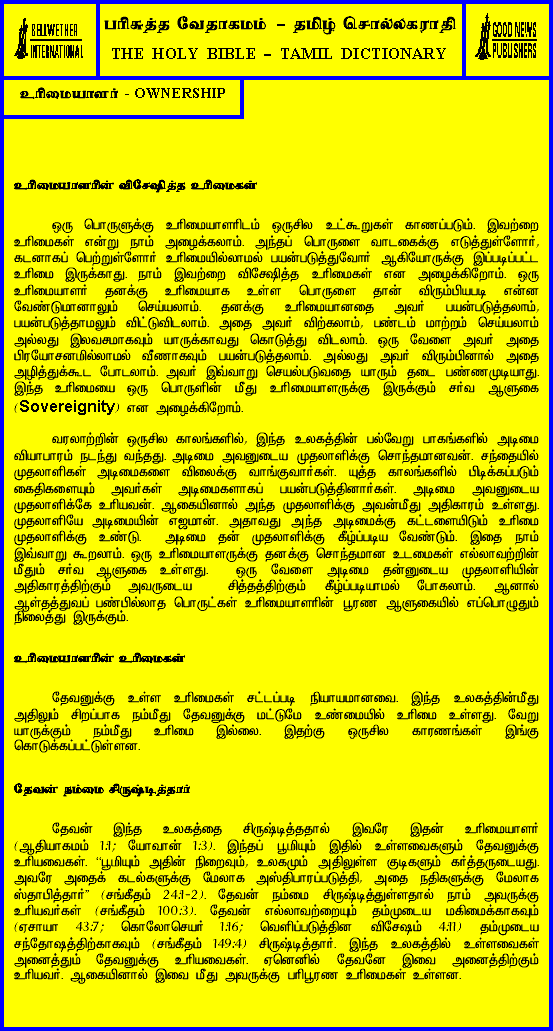 BELLWETHER
INTERNATIONAL
பரிசுத்த வேதாகமம் – தமிழ் சொல்லகராதி
THE HOLY BIBLE – TAMIL DICTIONARY
GOOD NEWS
PUBLISHERS
உரிமையாளர் - OWNERSHIP
உரிமையாளரின் விசேஷித்த உரிமைகள்
ஒரு பொருளுக்கு உரிமையாளரிடம் ஒருசில உட்கூறுகள் காணப்படும். இவற்றை
உரிமைகள் என்று நாம் அழைக்கலாம். அந்தப் பொருளை வாடகைக்கு எடுத்துள்ளோர்,
கடனாகப் பெற்றுள்ளோர் உரிமையில்லாமல் பயன்படுத்துவோர் ஆகியோருக்கு இப்படிப்பட்ட
உரிமை இருக்காது. நாம் இவற்றை விசேஷித்த உரிமைகள் என அழைக்கிறோம். ஒரு
உரிமையாளர் தனக்கு உரிமையாக உள்ள பொருளை தான் விரும்பியபடி என்ன
வேண்டுமானாலும் செய்யலாம். தனக்கு உரிமையானதை அவர் பயன்படுத்தலாம்,
பயன்படுத்தாமலும் விட்டுவிடலாம். அதை அவர் விற்கலாம், பண்டம் மாற்றம் செய்யலாம்
அல்லது இலவசமாகவும் யாருக்காவது கொடுத்து விடலாம். ஒரு வேளை அவர் அதை
பிரயோசனமில்லாமல் வீணாகவும் பயன்படுத்தலாம். அல்லது அவர் விரும்பினால் அதை
அழித்துக்கூட போடலாம். அவர் இவ்வாறு செயல்படுவதை யாரும் தடை பண்ணமுடியாது.
இந்த உரிமையை ஒரு பொருளின் மீது உரிமையாளருக்கு இருக்கும் சர்வ ஆளுகை
(Sovereignity) என அழைக்கிறோம்.
வரலாற்றின் ஒருசில காலங்களில், இந்த உலகத்தின் பல்வேறு பாகங்களில் அடிமை
வியாபாரம் நடந்து வந்தது. அடிமை அவனுடைய முதலாளிக்கு சொந்தமானவன். சந்தையில்
முதலாளிகள் அடிமைகளை விலைக்கு வாங்குவார்கள். யுத்த காலங்களில் பிடிக்கப்படும்
கைதிகளையும் அவர்கள் அடிமைகளாகப் பயன்படுத்தினார்கள். அடிமை அவனுடைய
முதலாளிக்கே உரியவன். ஆகையினால் அந்த முதலாளிக்கு அவன்மீது அதிகாரம் உள்ளது.
முதலாளியே அடிமையின் எஜமான். அதாவது அந்த அடிமைக்கு கட்டளையிடும் உரிமை
முதலாளிக்கு உண்டு. அடிமை தன் முதலாளிக்கு கீழ்ப்படிய வேண்டும். இதை நாம்
இவ்வாறு கூறலாம். ஒரு உரிமையாளருக்கு தனக்கு சொந்தமான உடமைகள் எல்லாவற்றின்
மீதும் சர்வ ஆளுகை உள்ளது. ஒரு வேளை அடிமை தன்னுடைய முதலாளியின்
அதிகாரத்திற்கும் அவருடைய சித்தத்திற்கும் கீழ்ப்படியாமல் போகலாம். ஆனால்
ஆள்தத்துவப் பண்பில்லாத பொருட்கள் உரிமையாளரின் பூரண ஆளுகையில் எப்பொழுதும்
நிலைத்து இருக்கும்.
உரிமையாளரின் உரிமைகள்
தேவனுக்கு உள்ள உரிமைகள் சட்டப்படி நியாயமானவை. இந்த உலகத்தின்மீது
அதிலும் சிறப்பாக நம்மீது தேவனுக்கு மட்டுமே உண்மையில் உரிமை உள்ளது. வேறு
யாருக்கும் நம்மீது உரிமை இல்லை. இதற்கு ஒருசில காரணங்கள் இங்கு
கொடுக்கப்பட்டுள்ளன.
தேவன் நம்மை சிருஷ்டித்தார்
தேவன் இந்த உலகத்தை சிருஷ்டித்ததால் இவரே இதன் உரிமையாளர்
(ஆதியாகமம் 1:1; யோவான் 1:3). இந்தப் பூமியும் இதில் உள்ளவைகளும் தேவனுக்கு
உரியவைகள். “பூமியும் அதின் நிறைவும், உலகமும் அதிலுள்ள குடிகளும் கர்த்தருடையது.
அவரே அதைக் கடல்களுக்கு மேலாக அஸ்திபாரப்படுத்தி, அதை நதிகளுக்கு மேலாக
ஸ்தாபித்தார்” (சங்கீதம் 24:1-2). தேவன் நம்மை சிருஷ்டித்துள்ளதால் நாம் அவருக்கு
உரியவர்கள் (சங்கீதம் 100:3). தேவன் எல்லாவற்றையும் தம்முடைய மகிமைக்காகவும்
(ஏசாயா 43:7; கொலோசெயர் 1:16; வெளிப்படுத்தின விசேஷம் 4:11) தம்முடைய
சந்தோஷத்திற்காகவும் (சங்கீதம் 149:4) சிருஷ்டித்தார். இந்த உலகத்தில் உள்ளவைகள்
அனைத்தும் தேவனுக்கு உரியவைகள். ஏனெனில் தேவனே இவை அனைத்திற்கும்
உரியவர். ஆகையினால் இவை மீது அவருக்கு பரிபூரண உரிமைகள் உள்ளன.